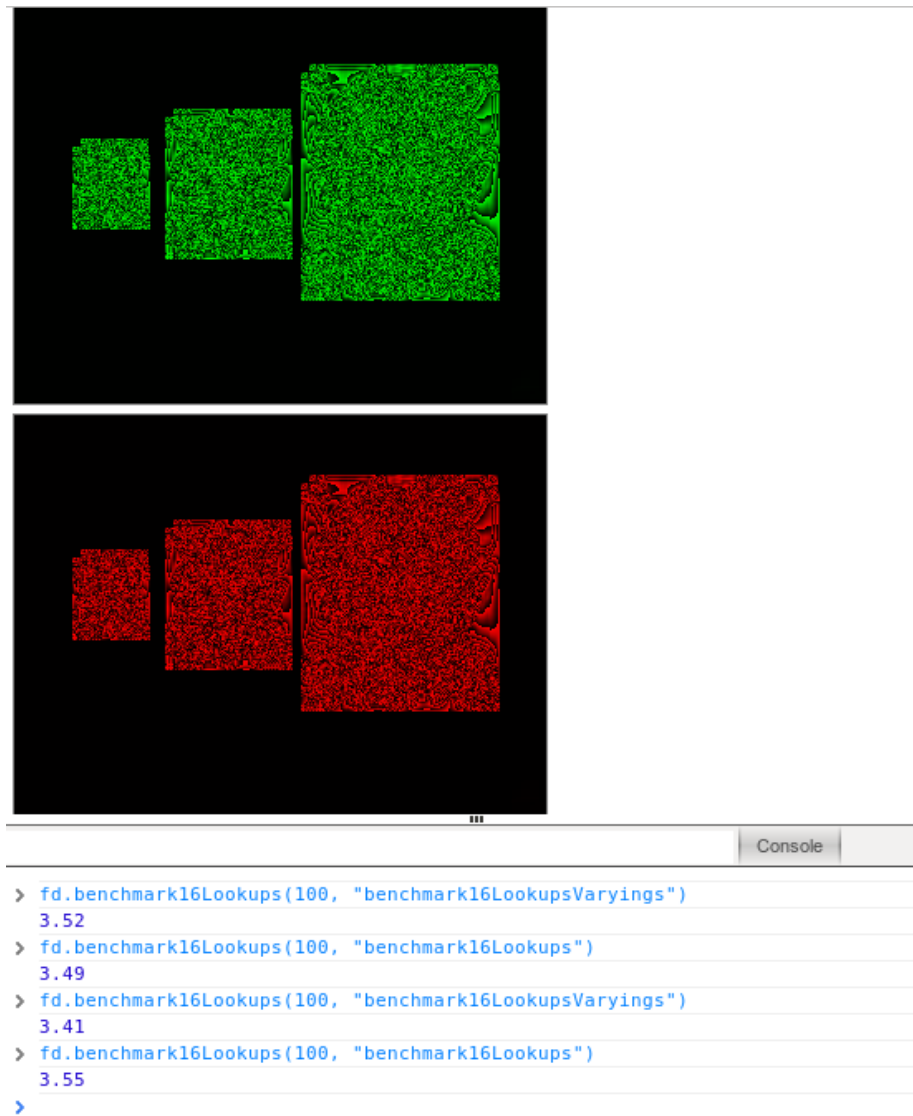 Console
> fd.benchmark16Lookups(100, "benchmark16LookupsVaryings")
3.52
> fd.benchmark16Lookups(100, "benchmark16Lookups")
3.49
> fd.benchmark16Lookups(100, "benchmark16LookupsVaryings")
3.41
> fd.benchmark16Lookups(100, "benchmark16Lookups")
3.55
>